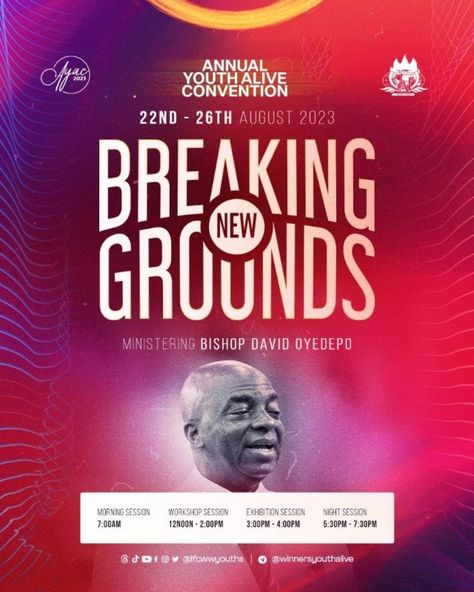 Ayac
2023
ANNUAL
YOUTH ALIVE
CONVENTION
22ND - 26TH AUGUST 2023
BREAKING
NEW
GROUNDS
MINISTERING BISHOP DAVID OYEDEPO
MORNING SESSION
7:00AM
WORKSHOP SESSION
12NOON - 2:00PM
EXHIBITION SESSION
3:00PM - 4:00PM
NIGHT SESSION
5:30PM - 7:30PM
@lfcwwyouths | @winnersyouthalive